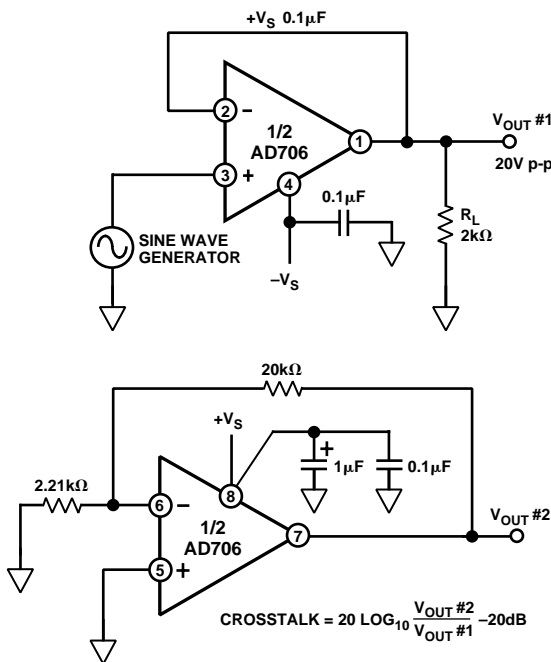 +VS 0.1µF
2 –
1/2
AD706
1
VOUT #1
20V p-p
3 +
4
0.1µF
RL
2kΩ
SINE WAVE
GENERATOR
–VS
20kΩ
+VS
2.21kΩ
8
+
1µF
0.1µF
6 –
1/2
AD706
7
VOUT #2
5 +
CROSSTALK = 20 LOG10 VOUT #2 / VOUT #1 –20dB